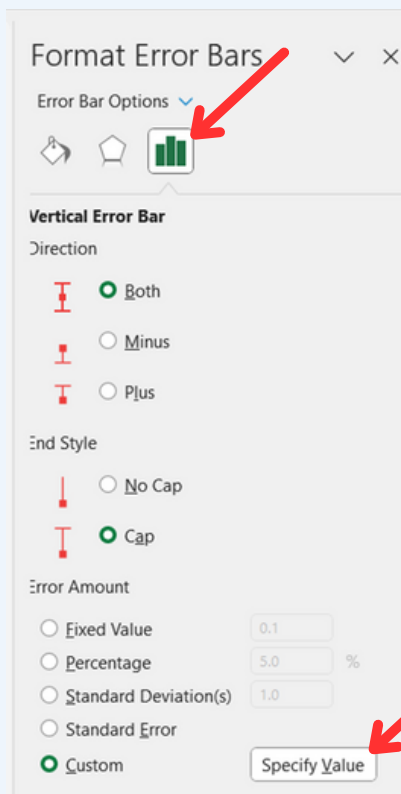 Format Error Bars
Error Bar Options
Vertical Error Bar
Direction
Both
Minus
Plus
End Style
No Cap
Cap
Error Amount
Fixed Value 0.1
Percentage 5.0 %
Standard Deviation(s) 1.0
Standard Error
Custom Specify Value